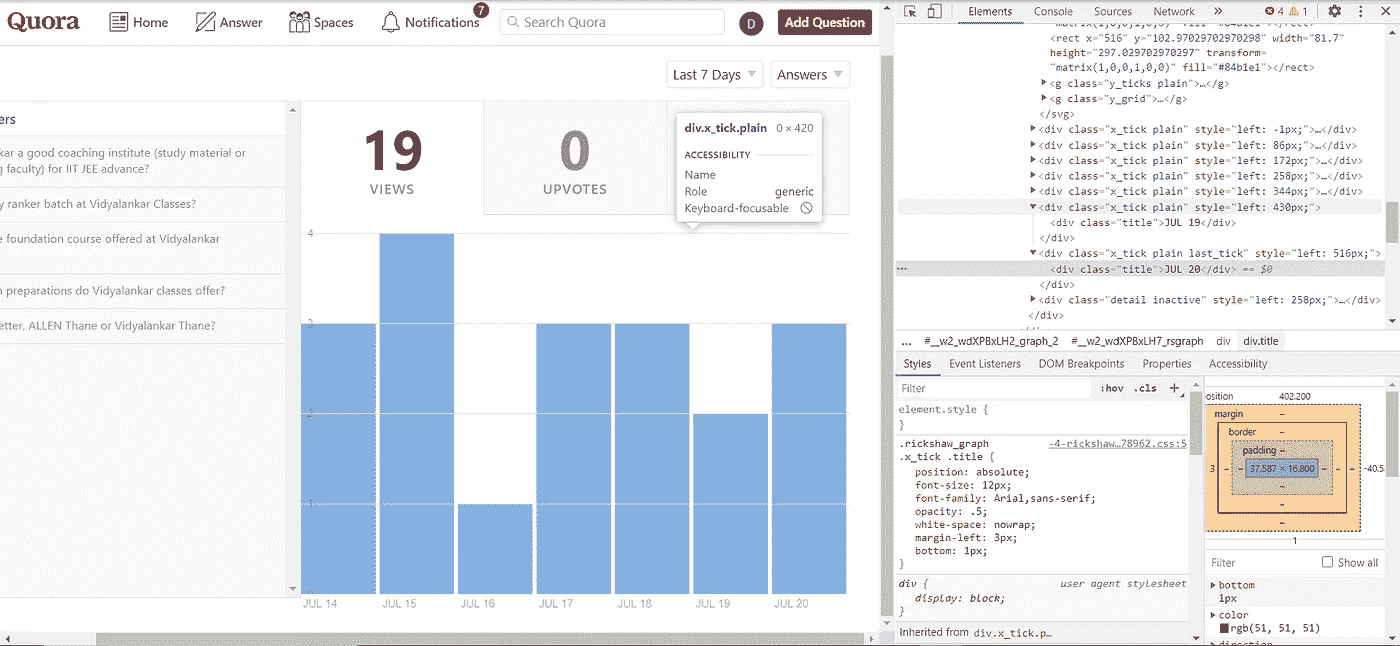 Quora Home Answer Spaces Notifications 7 Search Quora D Add Question
Last 7 Days Answers
ers
kar a good coaching institute (study material or
g faculty) for IIT JEE advance?
y ranker batch at Vidyalankar Classes?
e foundation course offered at Vidyalankar
n preparations do Vidyalankar classes offer?
etter, ALLEN Thane or Vidyalankar Thane?
19
VIEWS
0
UPVOTES
div.x_tick.plain 0 × 420
ACCESSIBILITY
Name
Role generic
Keyboard-focusable
4
3
2
1
0
JUL 14 JUL 15 JUL 16 JUL 17 JUL 18 JUL 19 JUL 20
Elements Console Sources Network » 4 1
"matrix(1,0,0,1,0,0)" fill="#84b1e1"></rect>
<rect x="516" y="102.97029702970298" width="81.7"
height="297.029702970297" transform=
"matrix(1,0,0,1,0,0)" fill="#84b1e1"></rect>
<g class="y_ticks plain">…</g>
<g class="y_grid">…</g>
</svg>
<div class="x_tick plain" style="left: -1px;">…</div>
<div class="x_tick plain" style="left: 86px;">…</div>
<div class="x_tick plain" style="left: 172px;">…</div>
<div class="x_tick plain" style="left: 258px;">…</div>
<div class="x_tick plain" style="left: 344px;">…</div>
<div class="x_tick plain" style="left: 430px;">
<div class="title">JUL 19</div>
</div>
<div class="x_tick plain last_tick" style="left: 516px;">
<div class="title">JUL 20</div> == $0
</div>
<div class="detail inactive" style="left: 258px;">…</div>
</div>
… #__w2_wdXPBxLH2_graph_2 #__w2_wdXPBxLH7_rsgraph div div.title
Styles Event Listeners DOM Breakpoints Properties Accessibility
Filter :hov .cls +
element.style {
}
.rickshaw_graph -4-rickshaw…78962.css:5
.x_tick .title {
position: absolute;
font-size: 12px;
font-family: Arial,sans-serif;
opacity: .5;
white-space: nowrap;
margin-left: 3px;
bottom: 1px;
}
div { user agent stylesheet
display: block;
}
Inherited from div.x_tick.p…
osition 402.200
margin –
border –
padding –
3 – – 37.587 × 16.800 – – -40.5
–
–
–
1
Filter Show all
bottom
1px
color
rgb(51, 51, 51)
direction